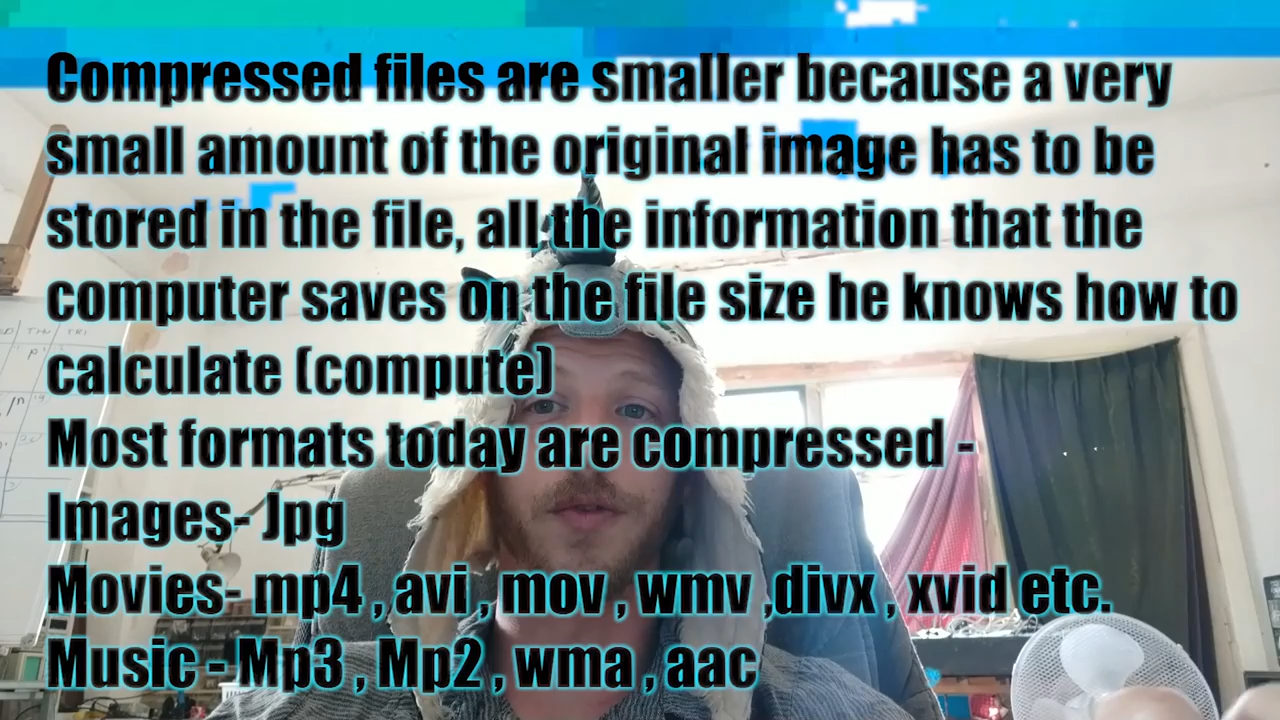 Compressed files are smaller because a very
small amount of the original image has to be
stored in the file, all the information that the
computer saves on the file size he knows how to
calculate (compute)
Most formats today are compressed -
Images- Jpg
Movies- mp4 , avi , mov , wmv ,divx , xvid etc.
Music - Mp3 , Mp2 , wma , aac
THU FRI